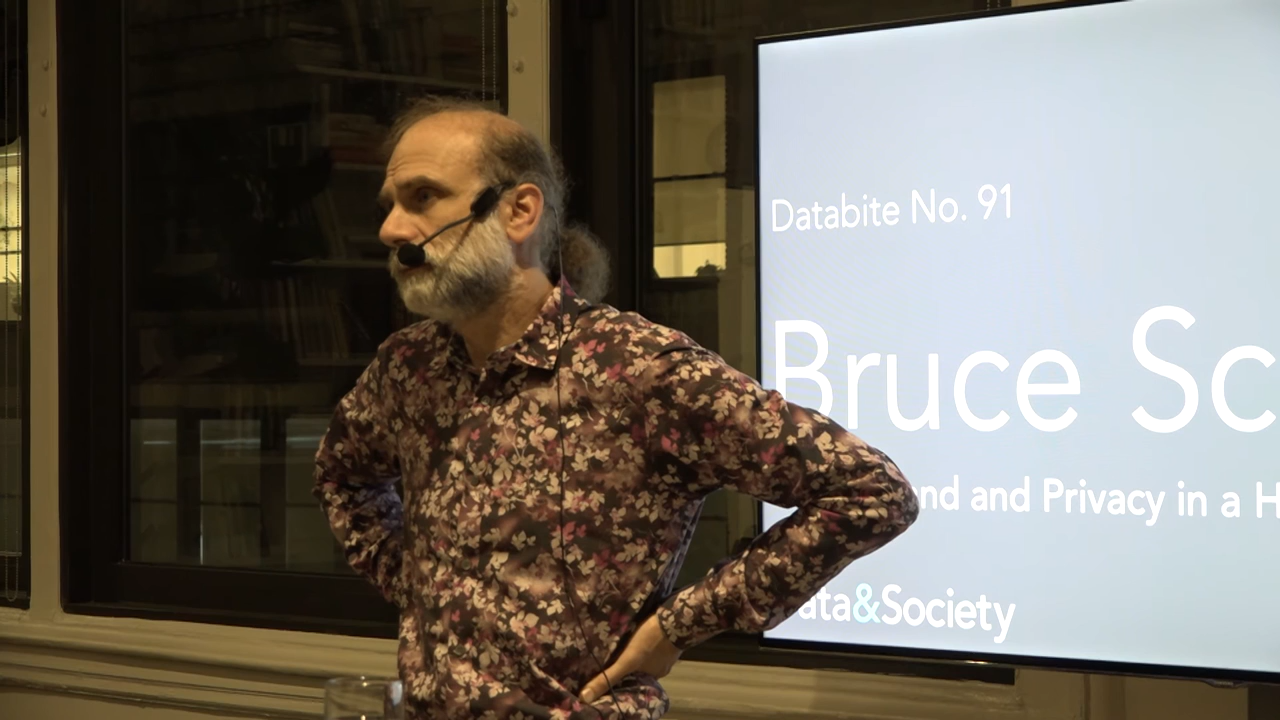 Databite No. 91
Bruce Sc
nd and Privacy in a H
ata&Society